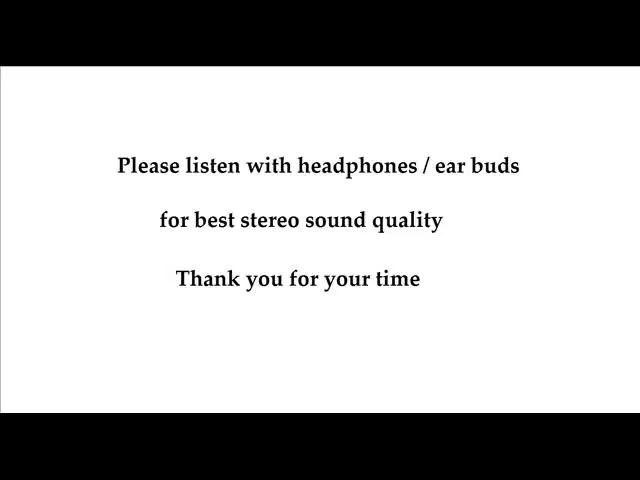 Please listen with headphones / ear buds
for best stereo sound quality
Thank you for your time